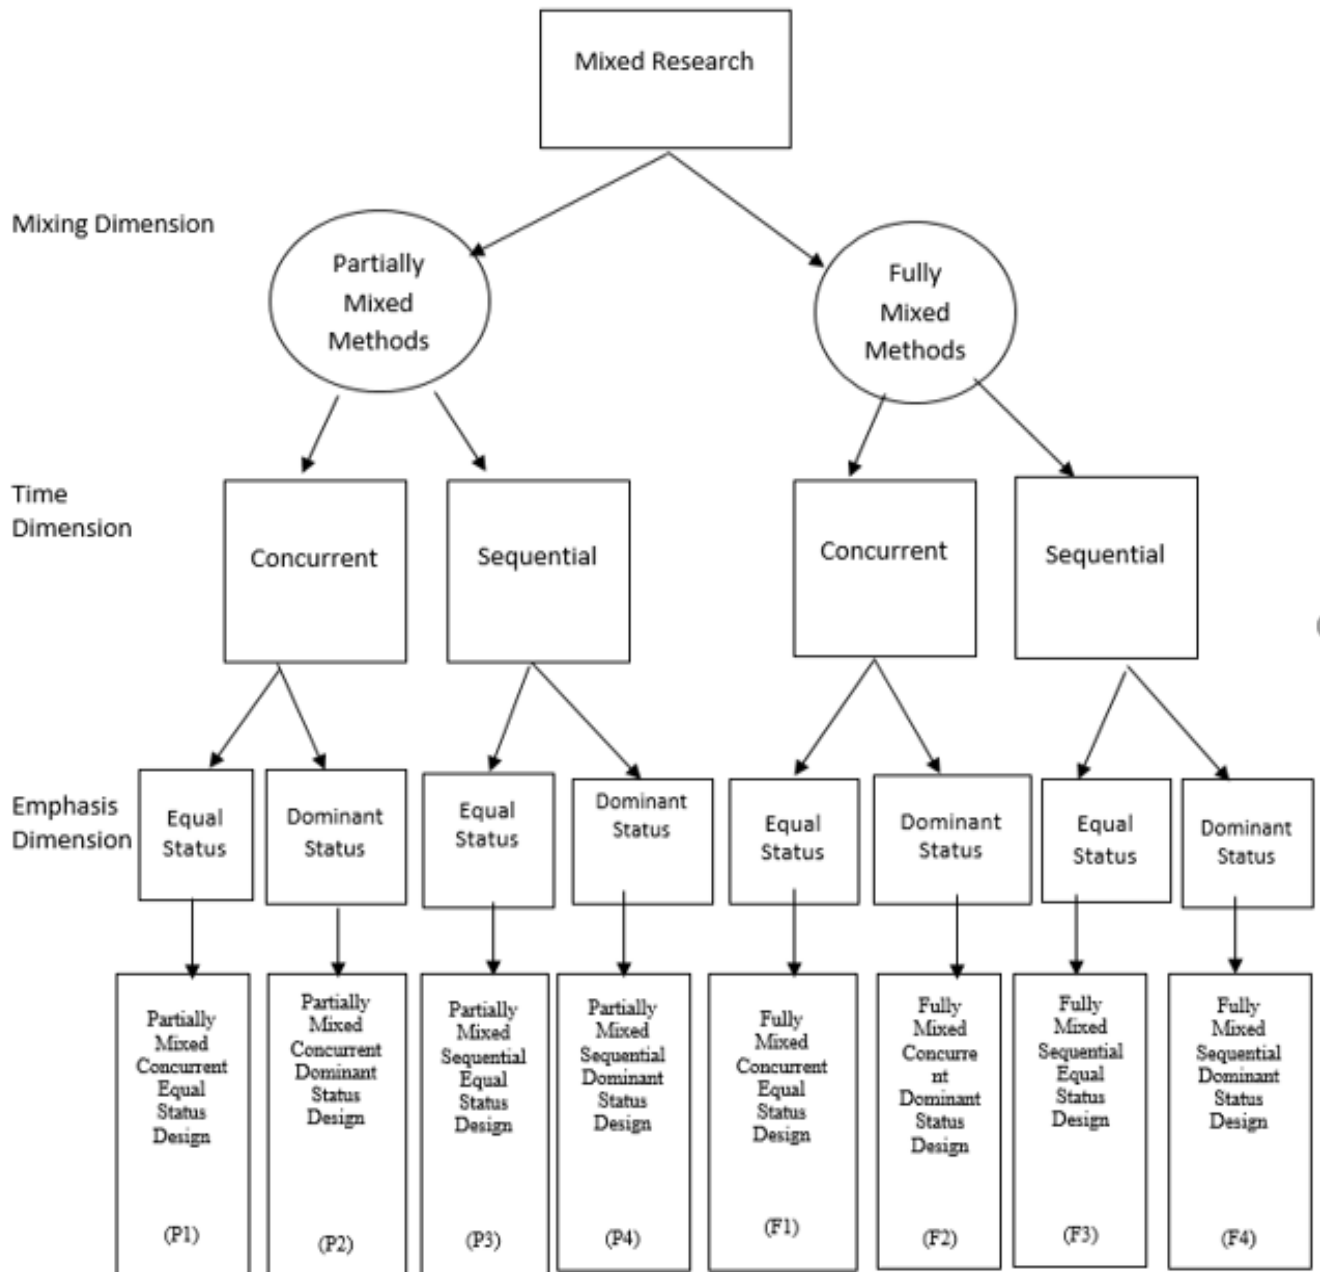 Mixed Research
Mixing Dimension
Partially
Mixed
Methods
Fully
Mixed
Methods
Time
Dimension
Concurrent
Sequential
Concurrent
Sequential
Emphasis
Dimension
Equal
Status
Dominant
Status
Equal
Status
Dominant
Status
Equal
Status
Dominant
Status
Equal
Status
Dominant
Status
Partially
Mixed
Concurrent
Equal
Status
Design
(P1)
Partially
Mixed
Concurrent
Dominant
Status
Design
(P2)
Partially
Mixed
Sequential
Equal
Status
Design
(P3)
Partially
Mixed
Sequential
Dominant
Status
Design
(P4)
Fully
Mixed
Concurrent
Equal
Status
Design
(F1)
Fully
Mixed
Concurre
nt
Dominant
Status
Design
(F2)
Fully
Mixed
Sequential
Equal
Status
Design
(F3)
Fully
Mixed
Sequential
Dominant
Status
Design
(F4)